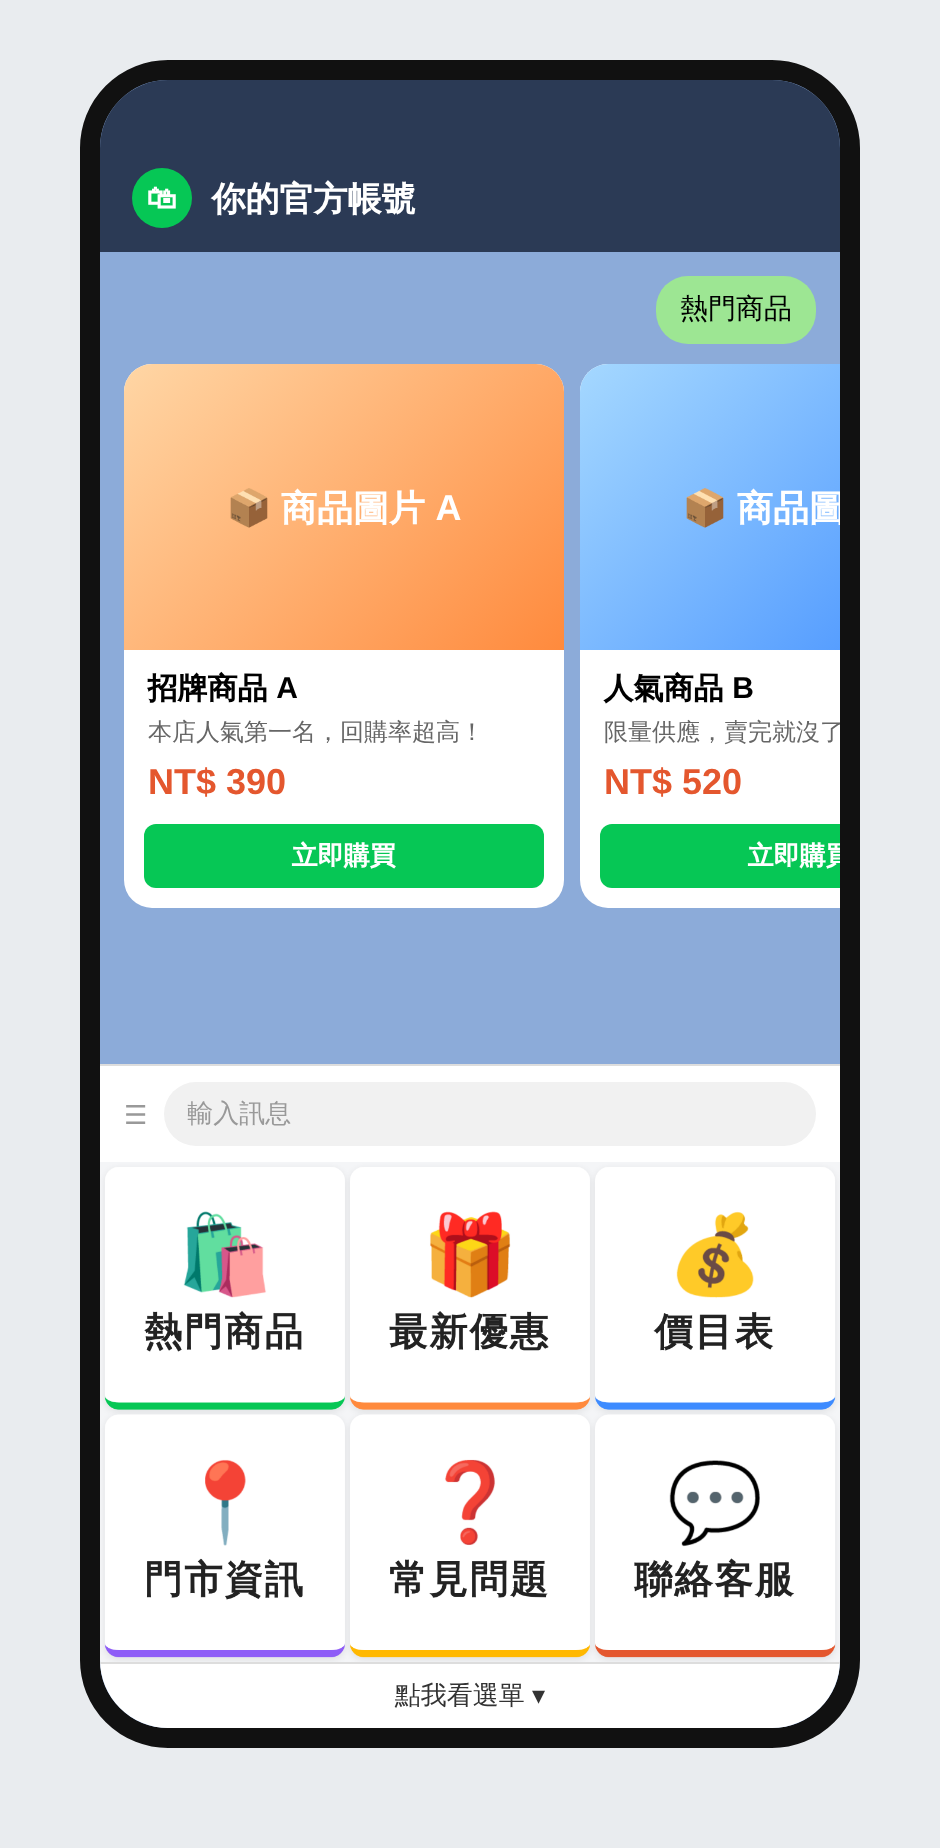 你的官方帳號
熱門商品
商品圖片 A
商品圖
招牌商品 A
本店人氣第一名，回購率超高！
NT$ 390
立即購買
人氣商品 B
限量供應，賣完就沒了
NT$ 520
立即購買
輸入訊息
熱門商品
最新優惠
價目表
門市資訊
常見問題
聯絡客服
點我看選單 ▾